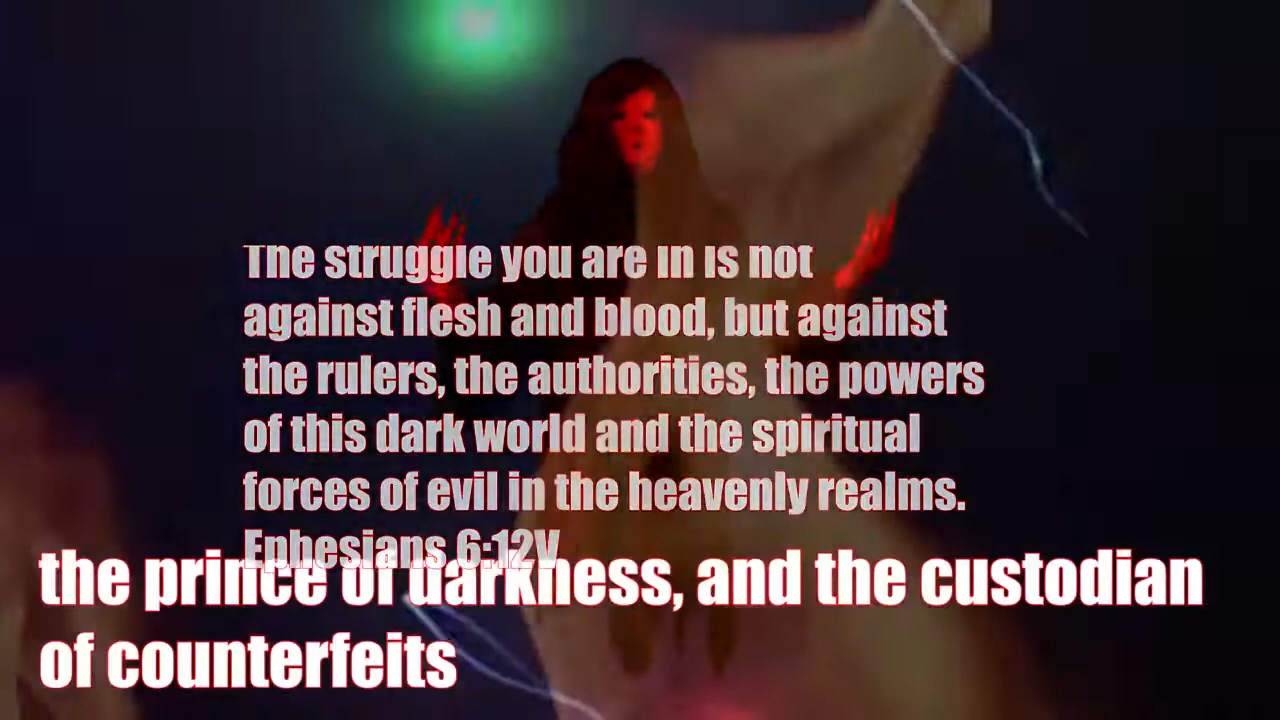 The struggle you are in is not
against flesh and blood, but against
the rulers, the authorities, the powers
of this dark world and the spiritual
forces of evil in the heavenly realms.
Ephesians 6:12V
the prince of darkness, and the custodian
of counterfeits